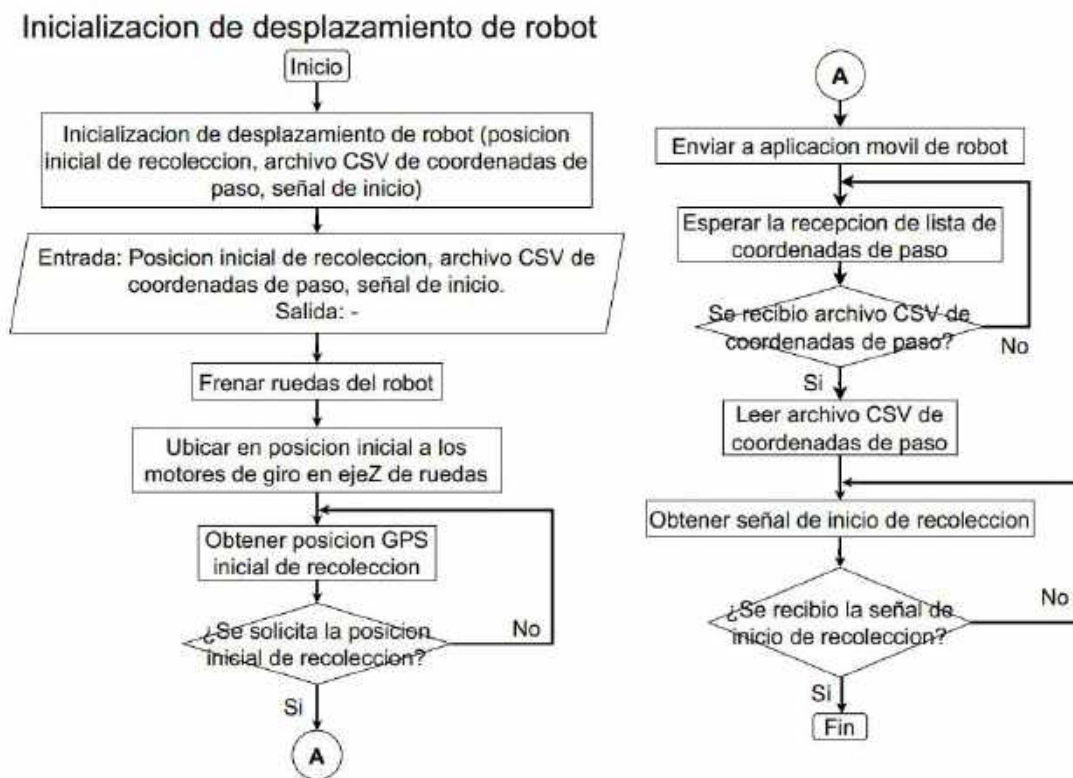 Inicializacion de desplazamiento de robot
Inicio
Inicializacion de desplazamiento de robot (posicion
inicial de recoleccion, archivo CSV de coordenadas de
paso, señal de inicio)
Entrada: Posicion inicial de recoleccion, archivo CSV de
coordenadas de paso, señal de inicio.
Salida: -
Frenar ruedas del robot
Ubicar en posicion inicial a los
motores de giro en ejeZ de ruedas
Obtener posicion GPS
inicial de recoleccion
¿Se solicita la posicion
inicial de recoleccion?
No
Si
A
A
Enviar a aplicacion movil de robot
Esperar la recepcion de lista de
coordenadas de paso
Se recibio archivo CSV de
coordenadas de paso?
No
Si
Leer archivo CSV de
coordenadas de paso
Obtener señal de inicio de recoleccion
¿Se recibio la señal de
inicio de recoleccion?
No
Si
Fin